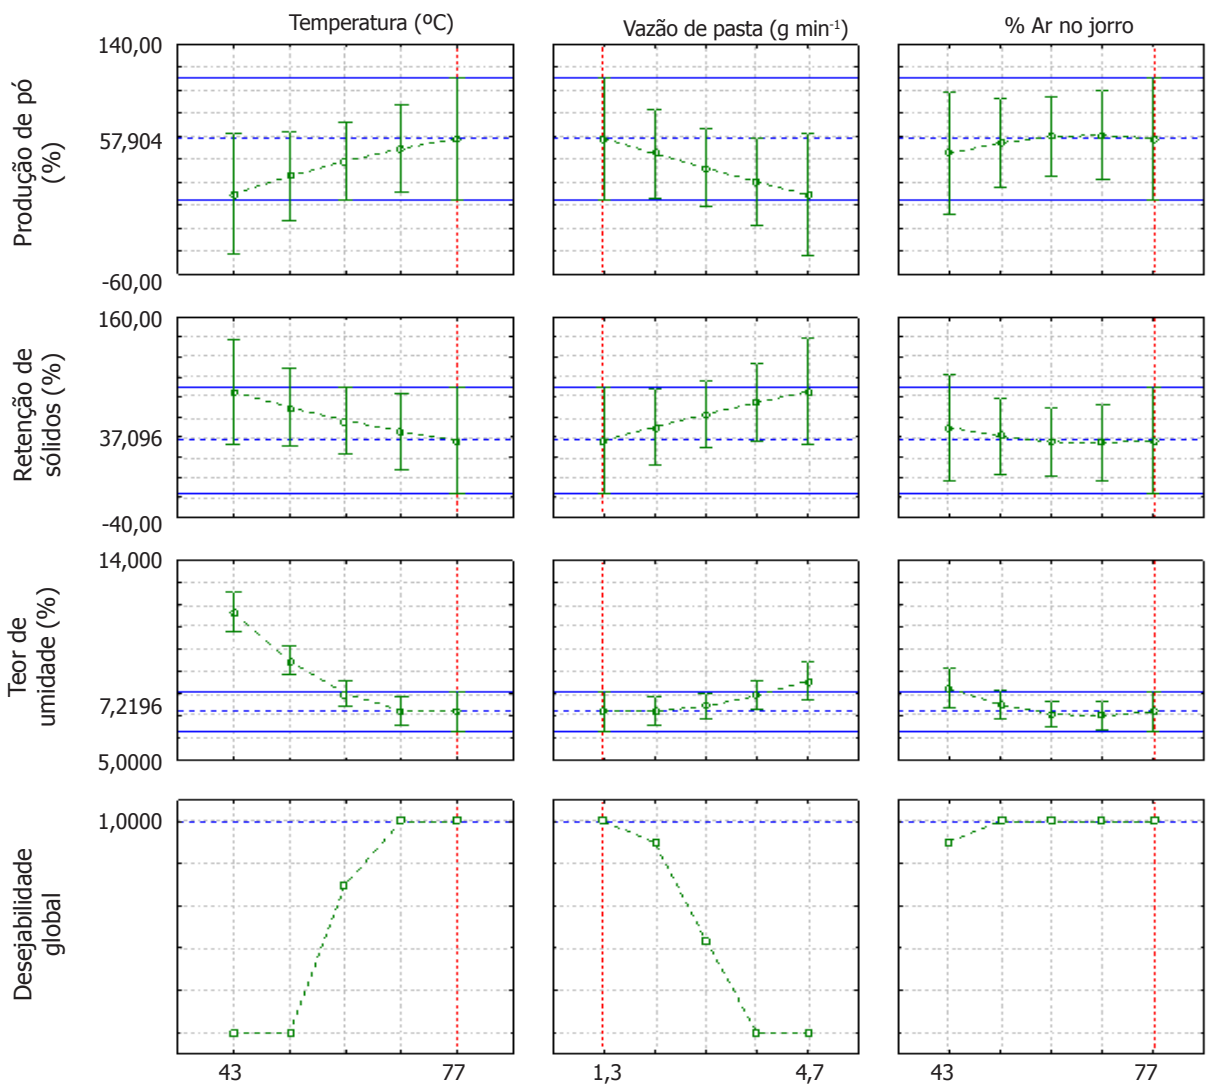 Temperatura (ºC)
Vazão de pasta (g min-1)
% Ar no jorro
Produção de pó
(%)
140,00
57,904
-60,00
Retenção de
sólidos (%)
160,00
37,096
-40,00
Teor de
umidade (%)
14,000
7,2196
5,0000
Desejabilidade
global
1,0000
43
77
1,3
4,7
43
77